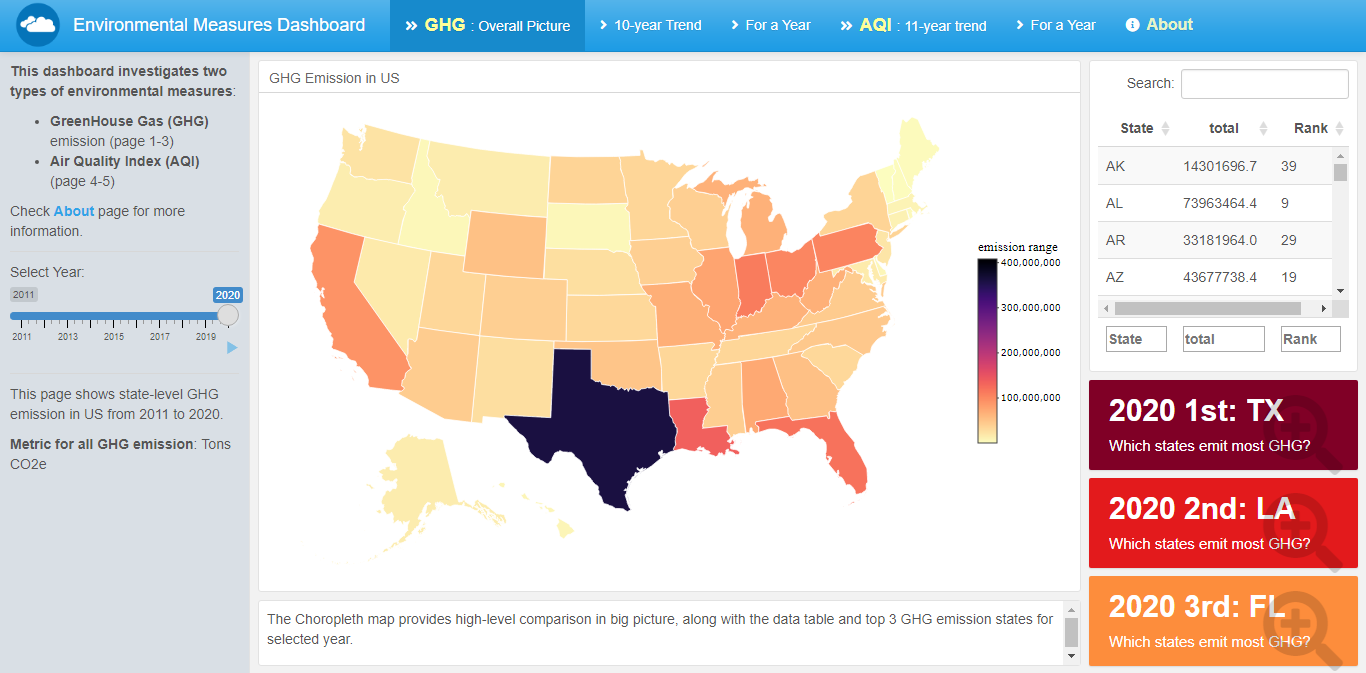 Environmental Measures Dashboard
GHG : Overall Picture
10-year Trend
For a Year
AQI : 11-year trend
For a Year
About
This dashboard investigates two
types of environmental measures:
• GreenHouse Gas (GHG)
emission (page 1-3)
• Air Quality Index (AQI)
(page 4-5)
Check About page for more
information.
Select Year:
2011 2020
2011 2013 2015 2017 2019
This page shows state-level GHG
emission in US from 2011 to 2020.
Metric for all GHG emission: Tons
CO2e
GHG Emission in US
emission range
400,000,000
300,000,000
200,000,000
100,000,000
The Choropleth map provides high-level comparison in big picture, along with the data table and top 3 GHG emission states for
selected year.
Search:
State total Rank
AK 14301696.7 39
AL 73963464.4 9
AR 33181964.0 29
AZ 43677738.4 19
State total Rank
2020 1st: TX
Which states emit most GHG?
2020 2nd: LA
Which states emit most GHG?
2020 3rd: FL
Which states emit most GHG?